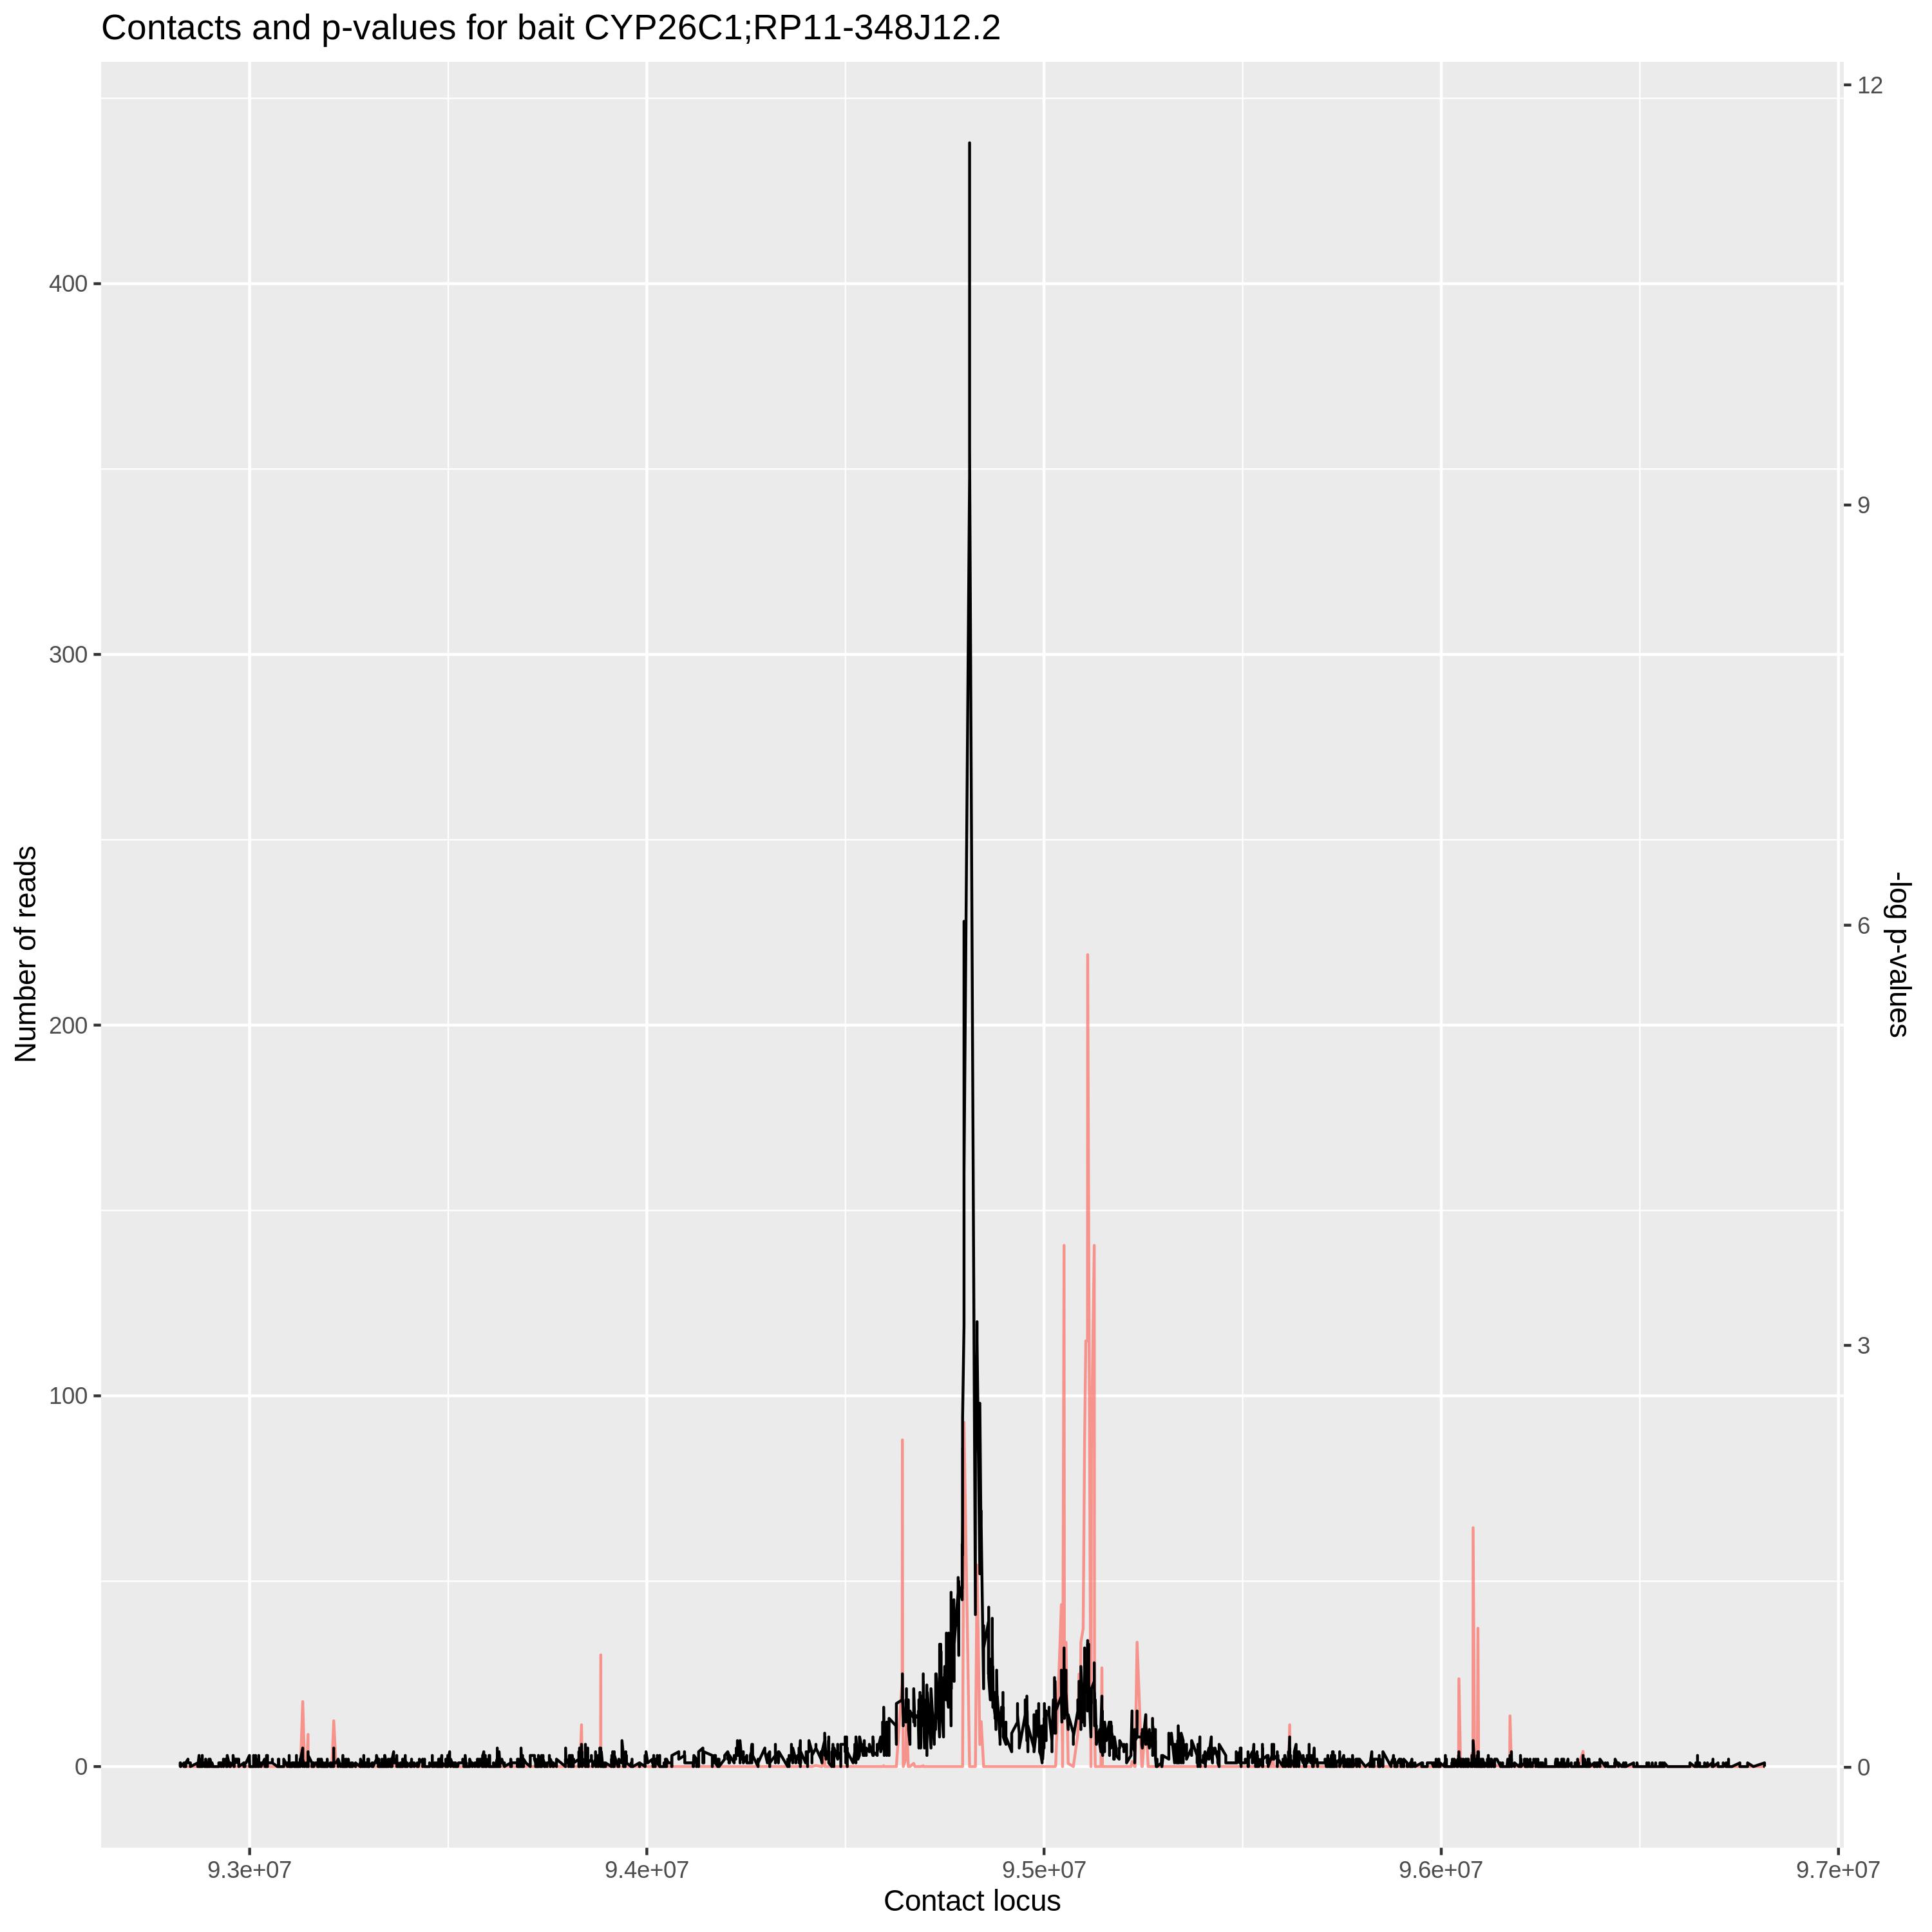 Contacts and p-values for bait CYP26C1;RP11-348J12.2
12
400
9
300
Number of reads
-log p-values
6
200
3
100
0
0
9.3e+07
9.4e+07
9.5e+07
9.6e+07
9.7e+07
Contact locus